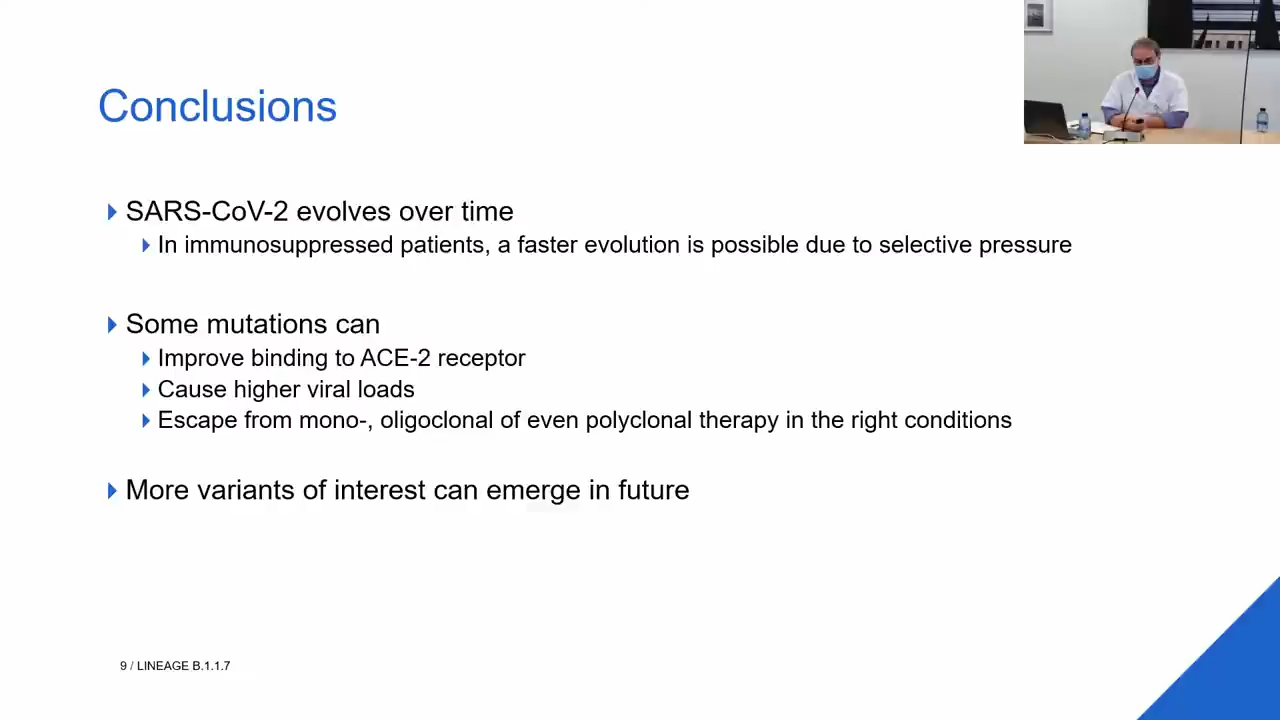 Conclusions
SARS-CoV-2 evolves over time
In immunosuppressed patients, a faster evolution is possible due to selective pressure
Some mutations can
Improve binding to ACE-2 receptor
Cause higher viral loads
Escape from mono-, oligoclonal of even polyclonal therapy in the right conditions
More variants of interest can emerge in future
9 / LINEAGE B.1.1.7